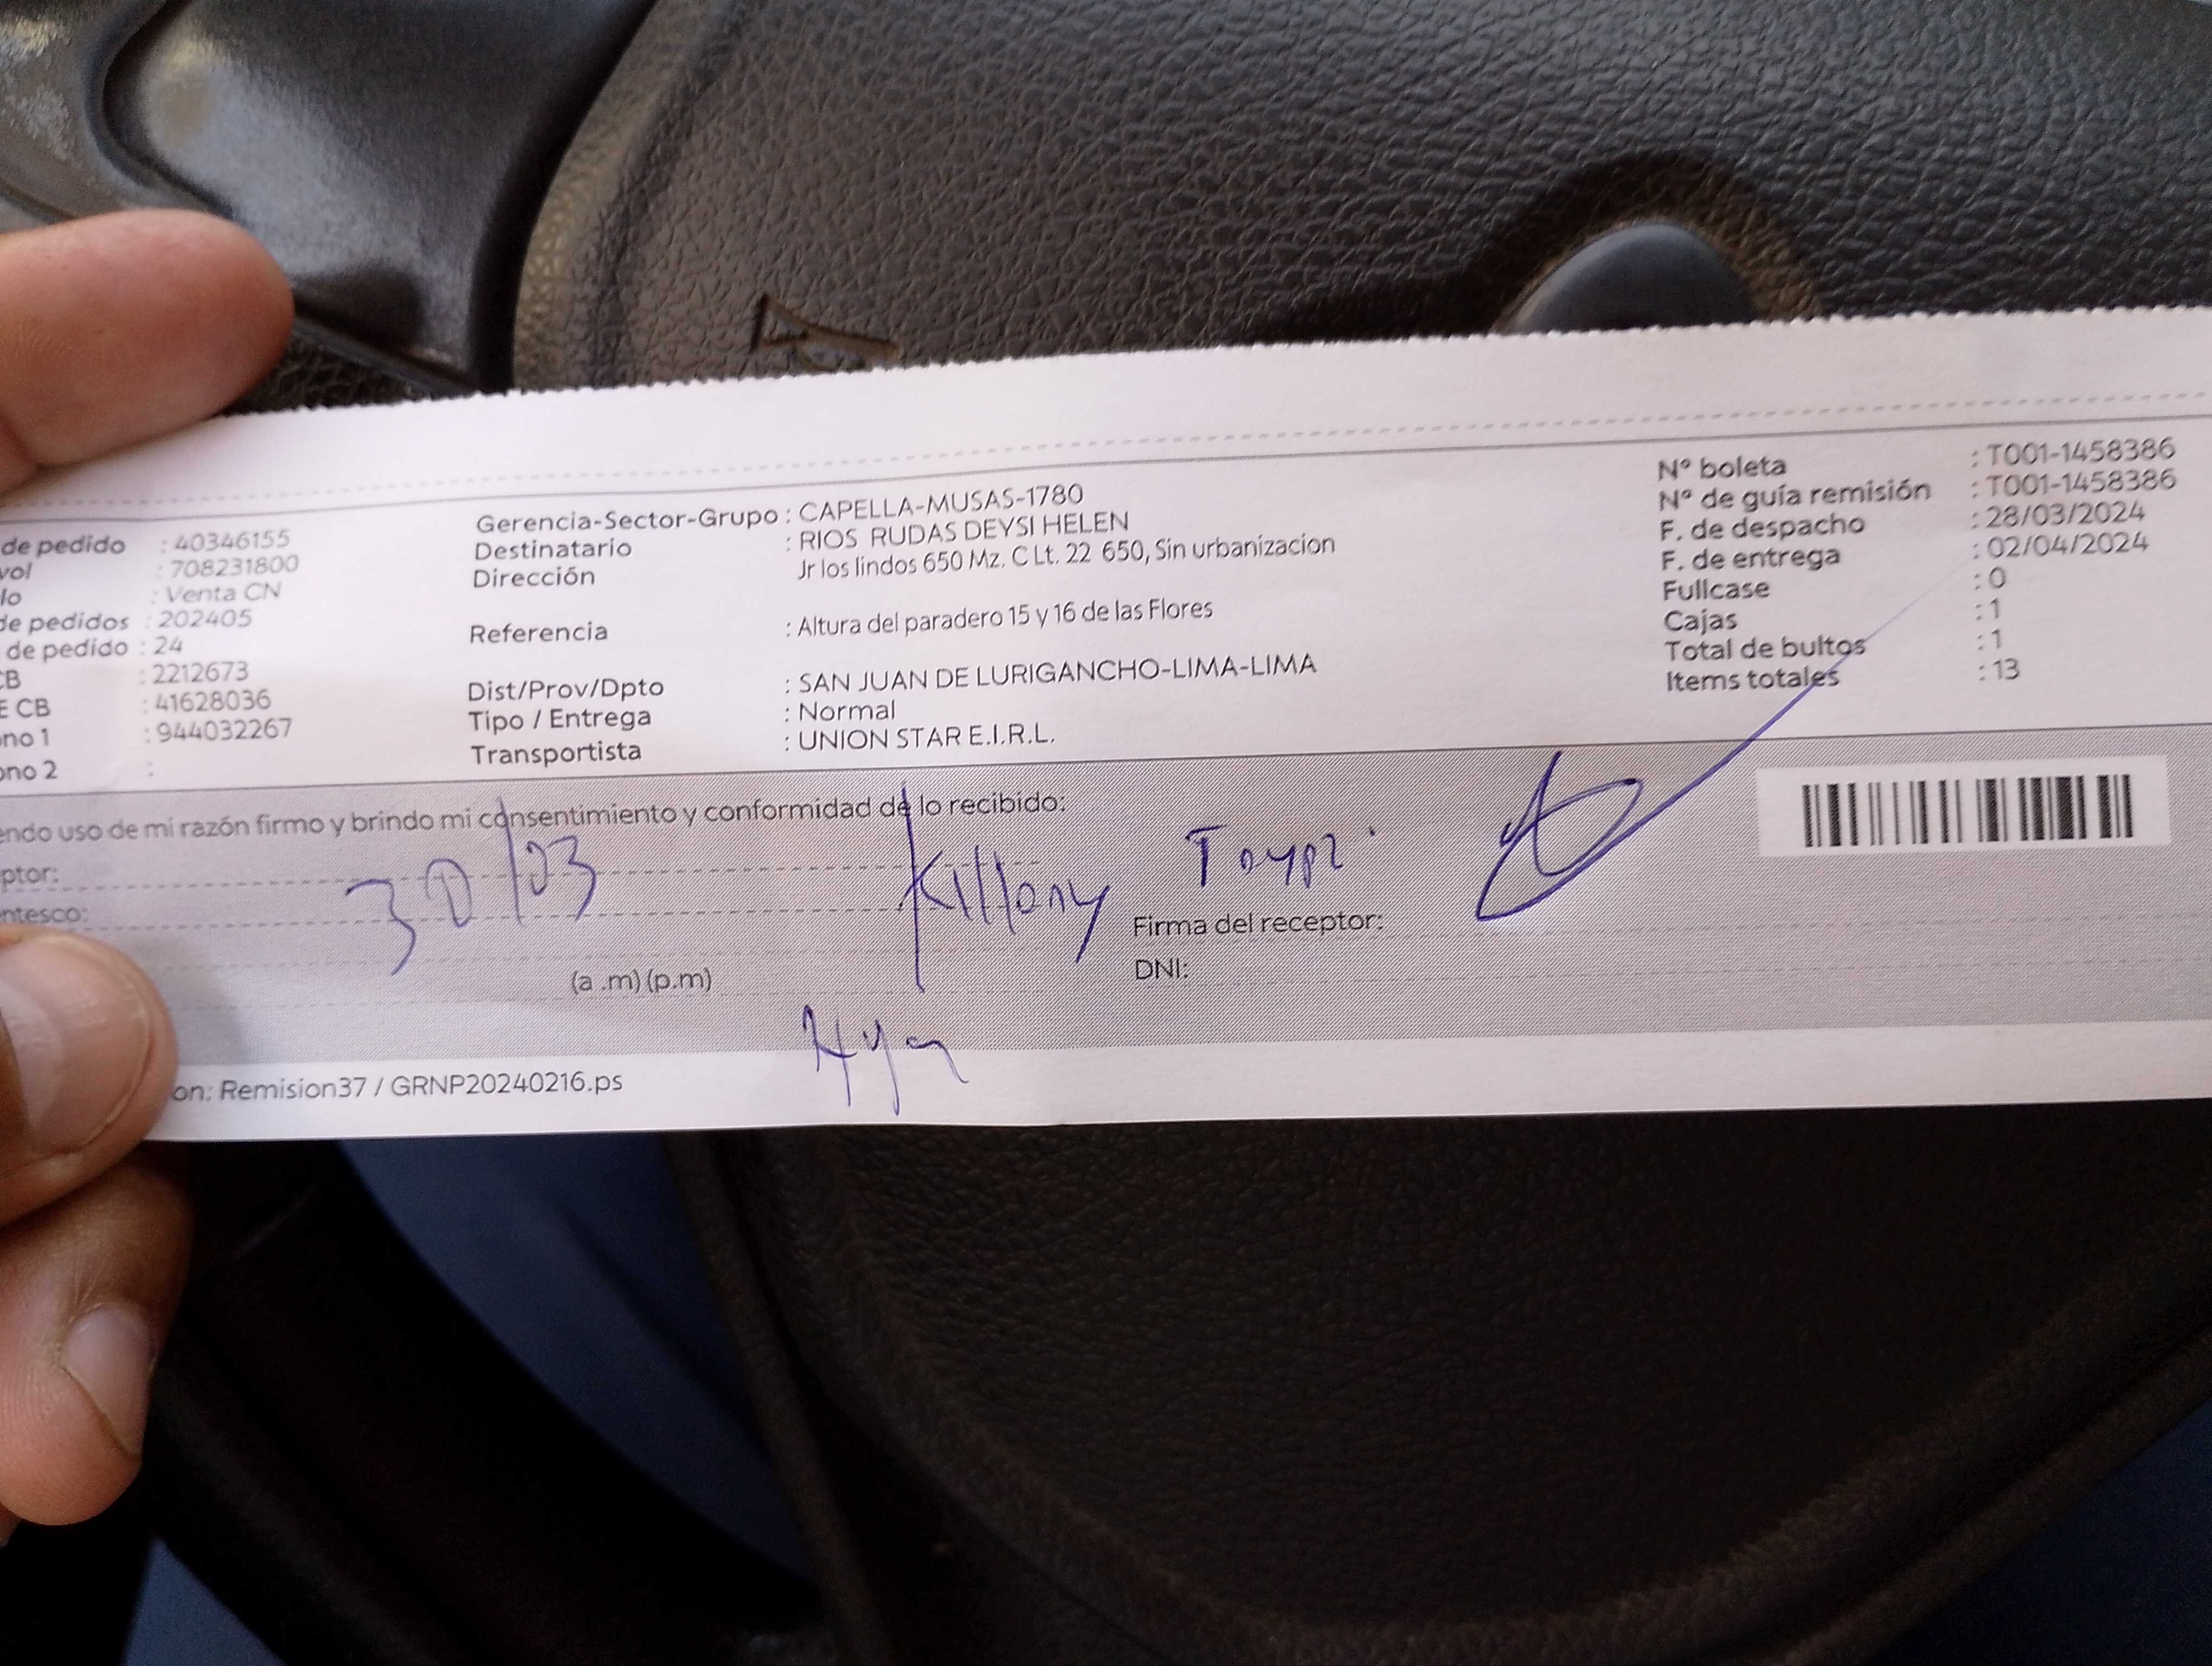 de pedido : 40346155
vol : 708231800
lo : Venta CN
de pedidos : 202405
de pedido : 24
CB : 2212673
E CB : 41628036
ono 1 : 944032267
ono 2 :
Gerencia-Sector-Grupo : CAPELLA-MUSAS-1780
Destinatario : RIOS RUDAS DEYSI HELEN
Dirección Jr los lindos 650 Mz. C Lt. 22 650, Sin urbanizacion
Referencia : Altura del paradero 15 y 16 de las Flores
Dist/Prov/Dpto : SAN JUAN DE LURIGANCHO-LIMA-LIMA
Tipo / Entrega : Normal
Transportista : UNION STAR E.I.R.L.
N° boleta : T001-1458386
N° de guía remisión : T001-1458386
F. de despacho : 28/03/2024
F. de entrega : 02/04/2024
Fullcase : 0
Cajas : 1
Total de bultos : 1
Items totales : 13
endo uso de mi razón firmo y brindo mi consentimiento y conformidad de lo recibido:
ptor:
30/03
ntesco:
Firma del receptor:
(a .m) (p.m)
DNI:
on: Remision37 / GRNP20240216.ps